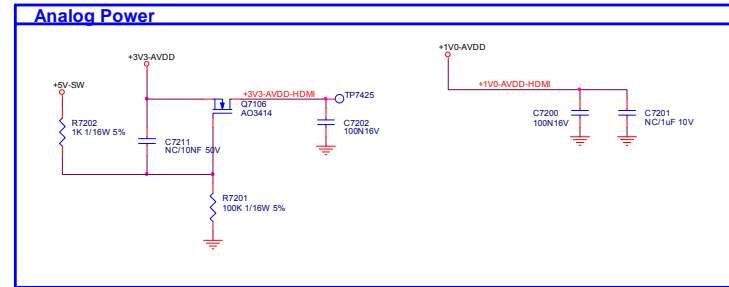 Analog Power
+3V3-AVDD
+5V-SW
R7202
1K 1/16W 5%
C7211
NC/10NF 50V
+3V3-AVDD-HDMI
Q7106
AO3414
TP7425
C7202
100N16V
R7201
100K 1/16W 5%
+1V0-AVDD
+1V0-AVDD-HDMI
C7200
100N16V
C7201
NC/1uF 10V